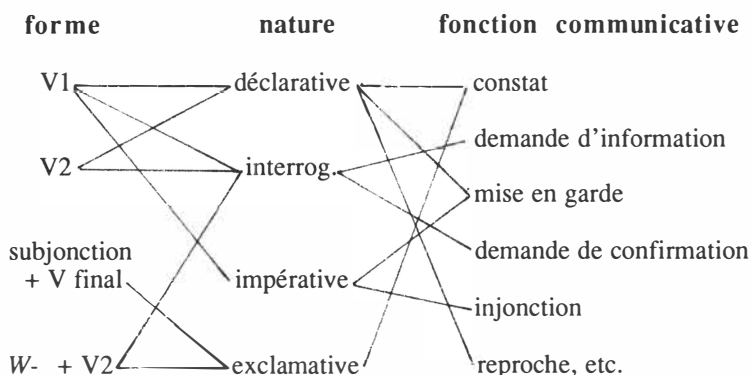 forme nature fonction communicative
V1 déclarative constat
demande d'information
V2 interrog.
mise en garde
subjonction
+ V final
demande de confirmation
impérative
injonction
W- + V2 exclamative reproche, etc.